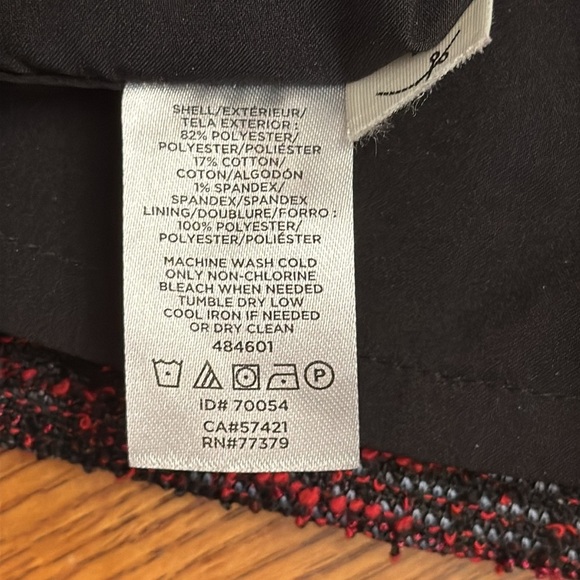 SHELL/EXTÉRIEUR/
TELA EXTERIOR :
82% POLYESTER/
POLYESTER/POLIÉSTER
17% COTTON/
COTON/ALGODÓN
1% SPANDEX/
SPANDEX/SPANDEX
LINING/DOUBLURE/FORRO :
100% POLYESTER/
POLYESTER/POLIÉSTER
MACHINE WASH COLD
ONLY NON-CHLORINE
BLEACH WHEN NEEDED
TUMBLE DRY LOW
COOL IRON IF NEEDED
OR DRY CLEAN
484601
P
ID# 70054
CA#57421
RN#77379